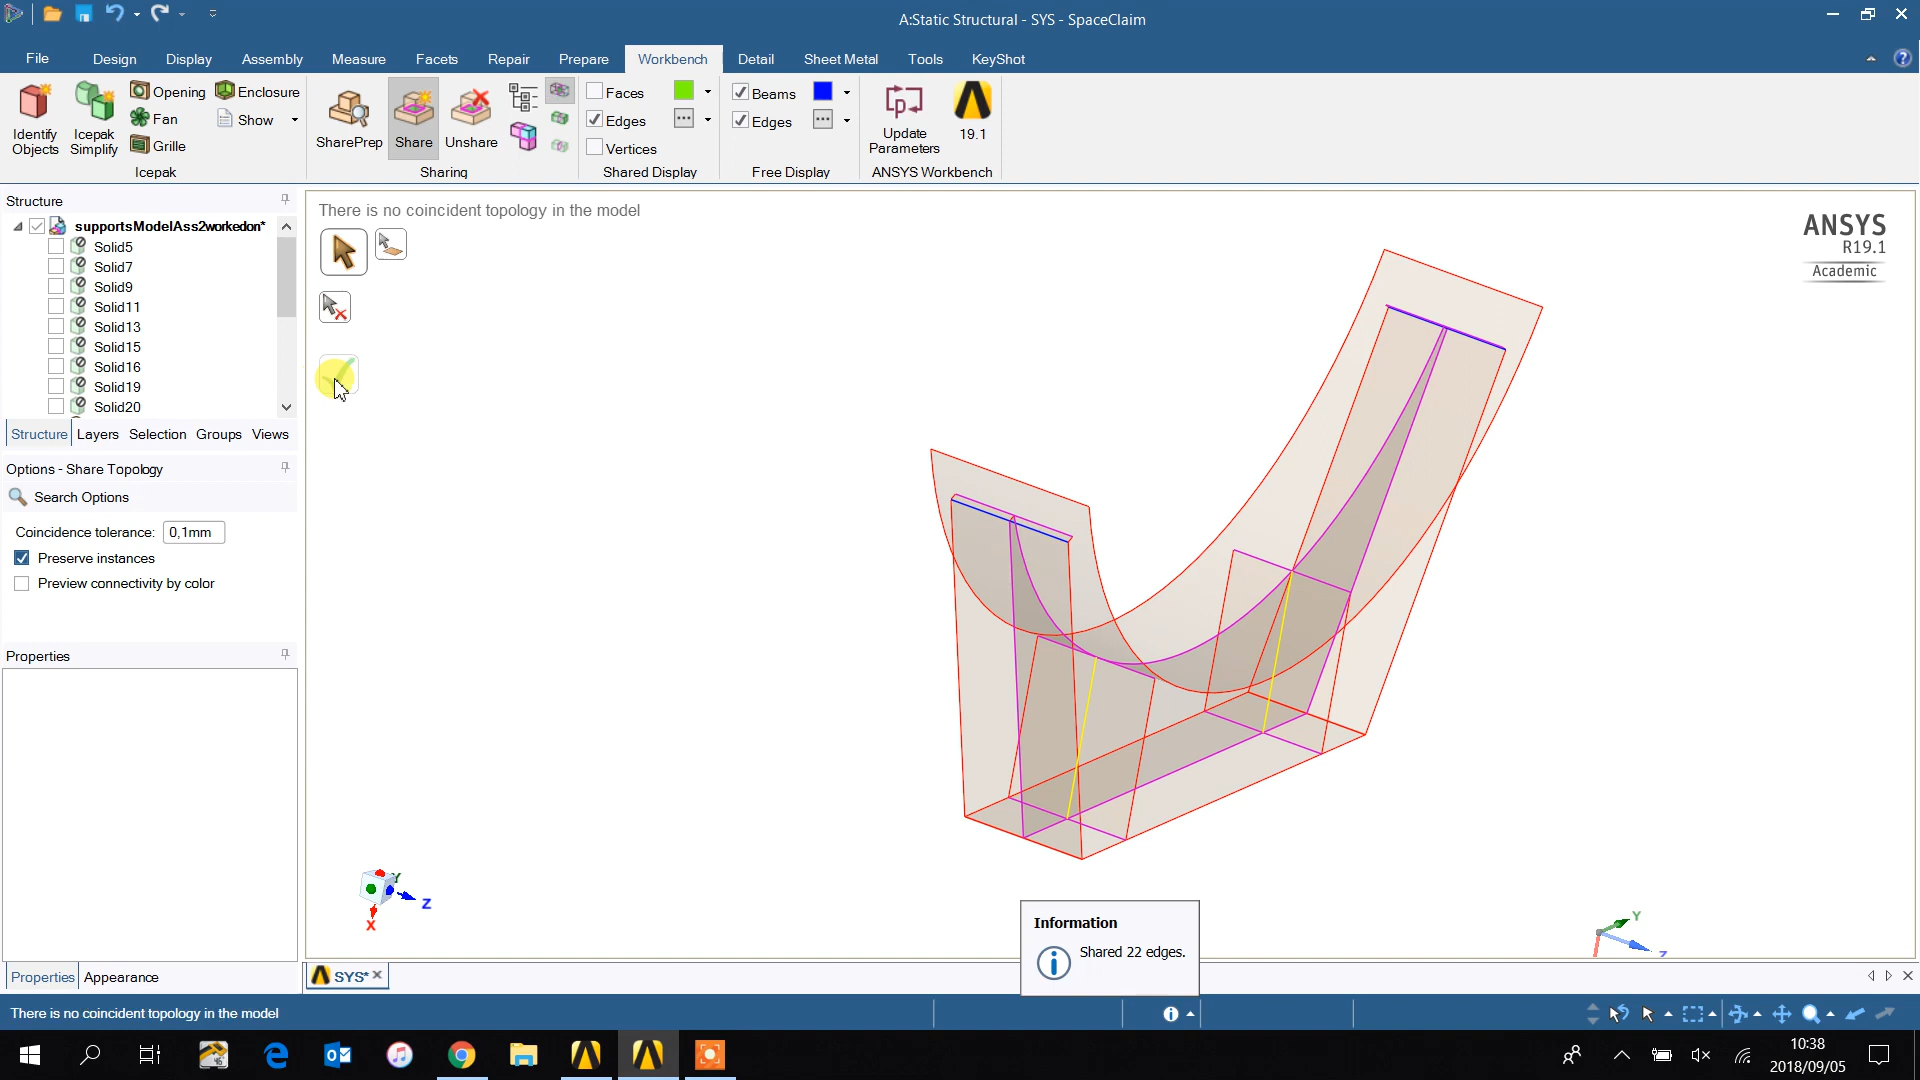 A:Static Structural - SYS - SpaceClaim
File
Design
Display
Assembly
Measure
Facets
Repair
Prepare
Workbench
Detail
Sheet Metal
Tools
KeyShot
Identify
Objects
Icepak
Simplify
Opening
Fan
Grille
Enclosure
Show
Icepak
SharePrep
Share
Unshare
Sharing
Faces
Edges
Vertices
Shared Display
Beams
Edges
Free Display
Update
Parameters
19.1
ANSYS Workbench
Structure
supportsModelAss2workedon*
Solid5
Solid7
Solid9
Solid11
Solid13
Solid15
Solid16
Solid19
Solid20
Structure
Layers
Selection
Groups
Views
Options - Share Topology
Search Options
Coincidence tolerance: 0,1mm
Preserve instances
Preview connectivity by color
Properties
Properties
Appearance
There is no coincident topology in the model
ANSYS
R19.1
Academic
Y
Z
X
Y
Z
Information
Shared 22 edges.
SYS*
There is no coincident topology in the model
10:38
2018/09/05